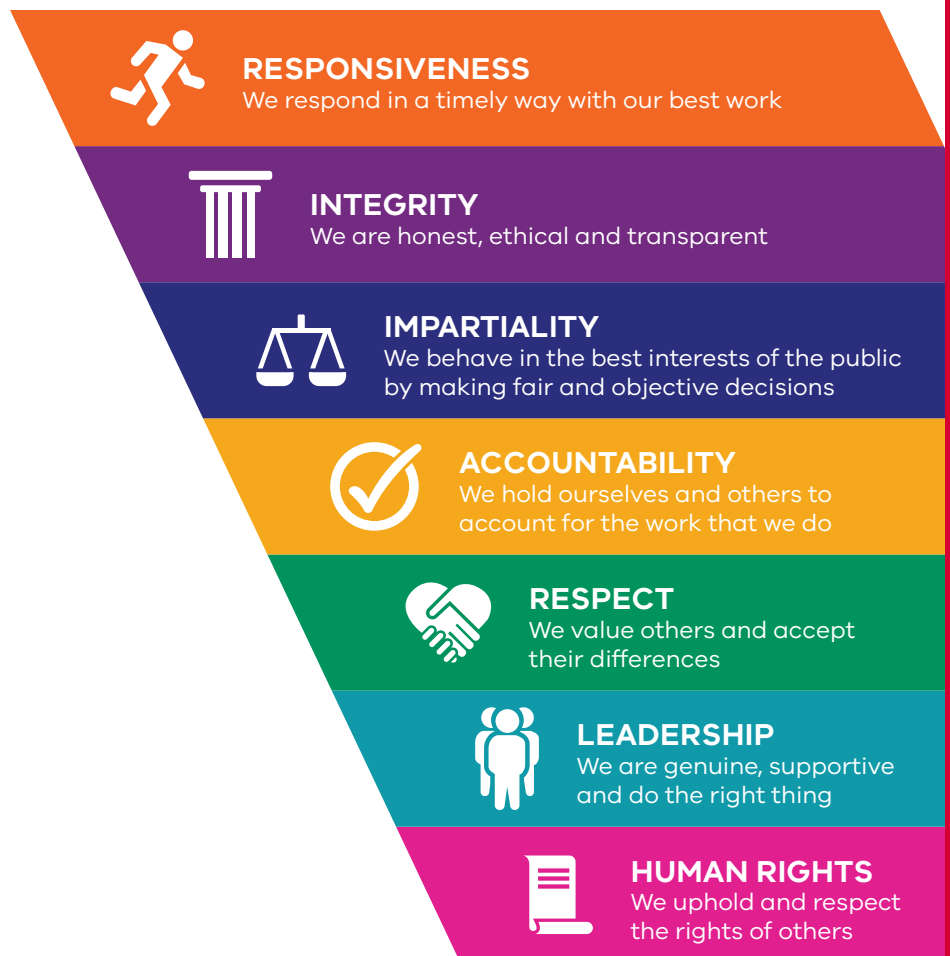 RESPONSIVENESS
We respond in a timely way with our best work
INTEGRITY
We are honest, ethical and transparent
IMPARTIALITY
We behave in the best interests of the public
by making fair and objective decisions
ACCOUNTABILITY
We hold ourselves and others to
account for the work that we do
RESPECT
We value others and accept
their differences
LEADERSHIP
We are genuine, supportive
and do the right thing
HUMAN RIGHTS
We uphold and respect
the rights of others